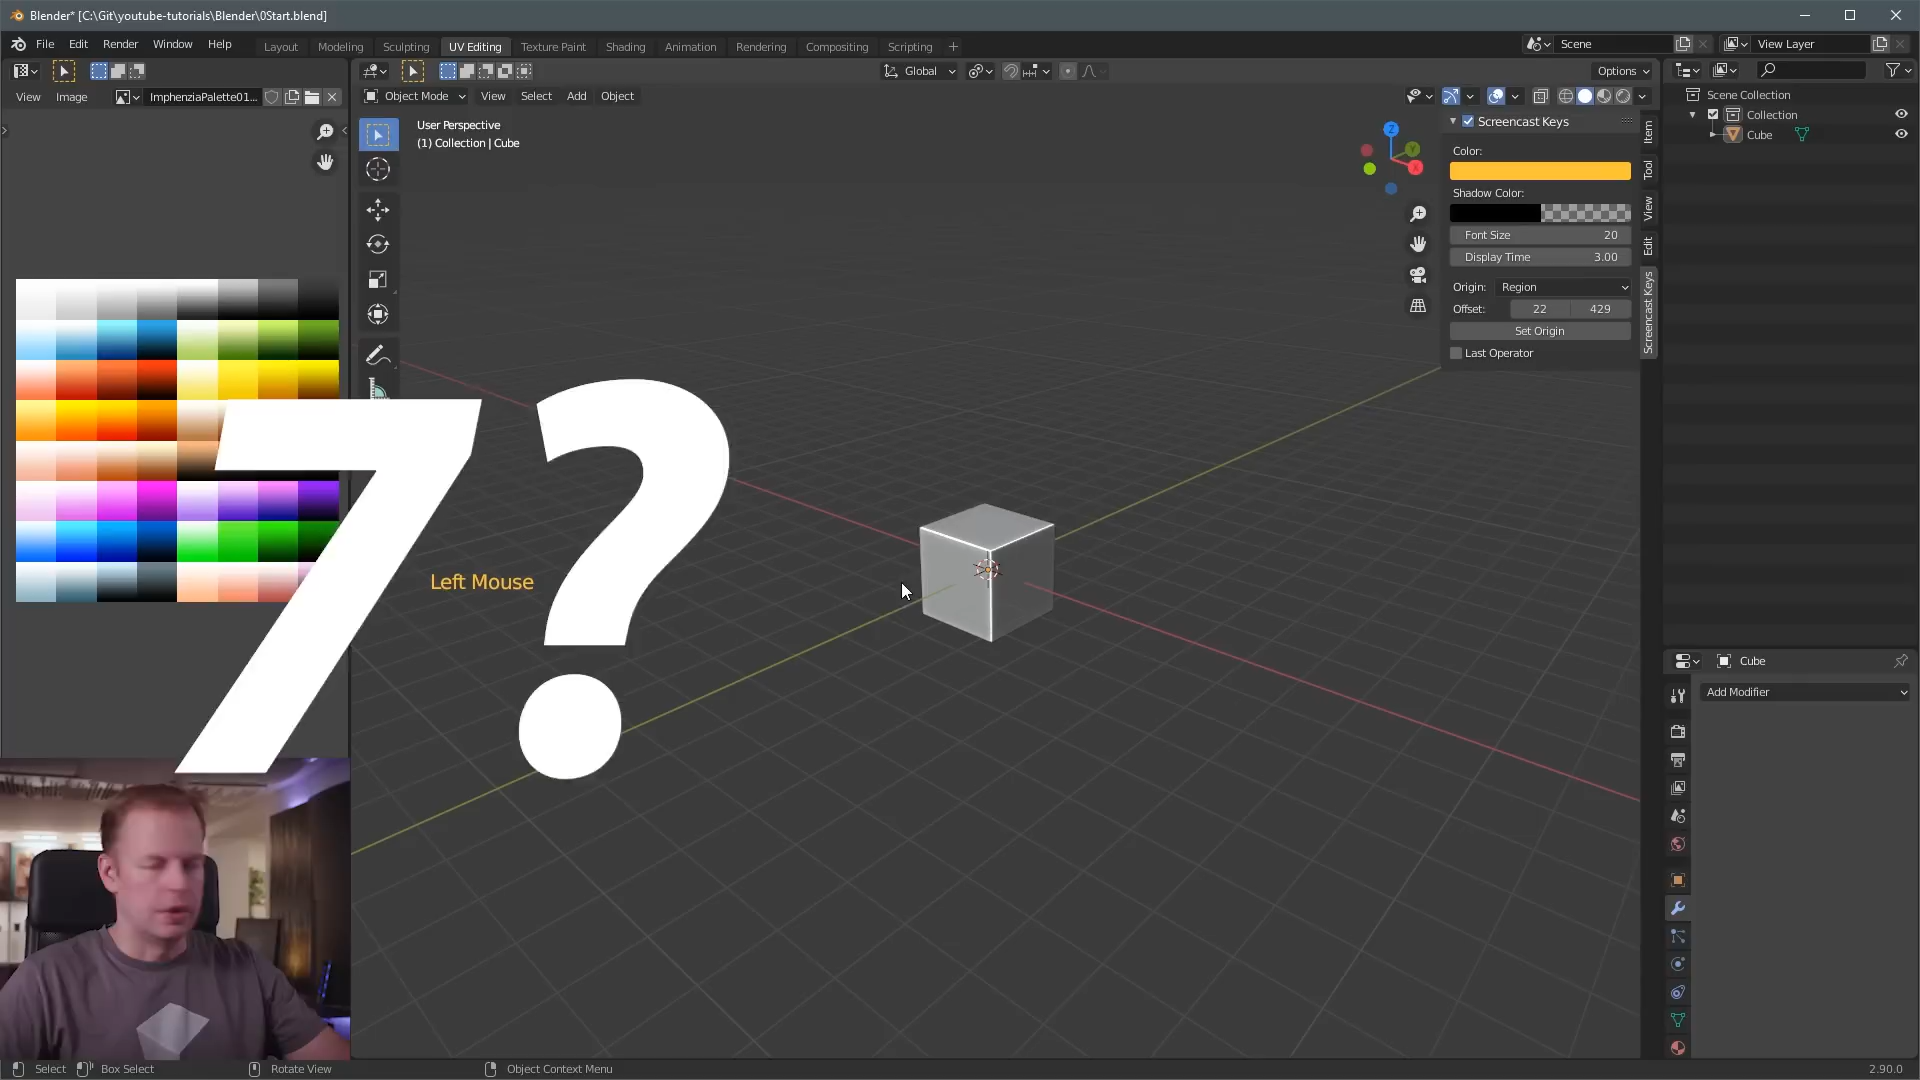 Blender* [C:\Git\youtube-tutorials\Blender\0Start.blend]
File Edit Render Window Help
Layout Modeling Sculpting UV Editing Texture Paint Shading Animation Rendering Compositing Scripting +
Scene
View Layer
Global
Options
View Image
ImphenziaPalette01...
Object Mode
View Select Add Object
User Perspective
(1) Collection | Cube
Z
Y
X
Screencast Keys
Color:
Shadow Color:
Font Size 20
Display Time 3.00
Origin: Region
Offset: 22 429
Set Origin
Last Operator
Item
Tool
View
Edit
Screencast Keys
Scene Collection
Collection
Cube
7?
Left Mouse
Cube
Add Modifier
Select
Box Select
Rotate View
Object Context Menu
2.90.0